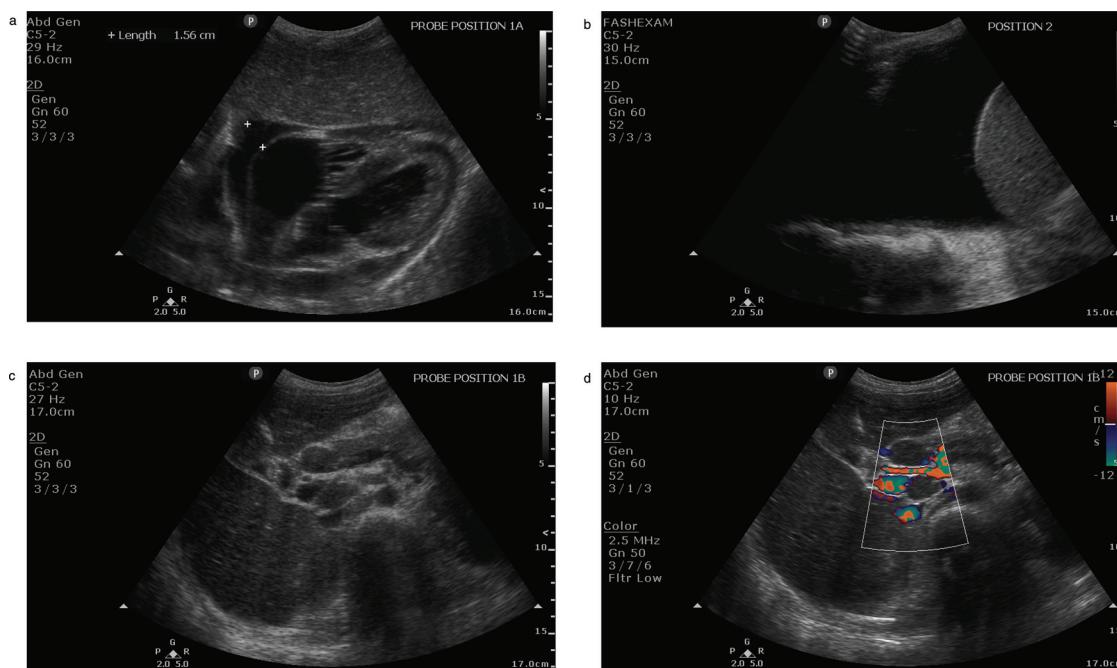 a
Abd Gen
C5-2
29 Hz
16.0cm
2D
Gen
Gn 60
52
3/3/3
+ Length 1.56 cm
P
PROBE POSITION 1A
5
10
15
G
P R
2.0 5.0
16.0cm
b
FASHEXAM
C5-2
30 Hz
15.0cm
2D
Gen
Gn 60
52
3/3/3
P
POSITION 2
5
10
G
P R
2.0 5.0
15.0cm
c
Abd Gen
C5-2
27 Hz
17.0cm
2D
Gen
Gn 60
52
3/3/3
P
PROBE POSITION 1B
5
10
15
G
P R
2.0 5.0
17.0cm
d
Abd Gen
C5-2
10 Hz
17.0cm
2D
Gen
Gn 60
52
3/1/3
Color
2.5 MHz
Gn 50
3/7/6
Fltr Low
P
PROBE POSITION 1B
+12
c
m
/
s
-12
10
G
P R
2.0 5.0
17.0cm